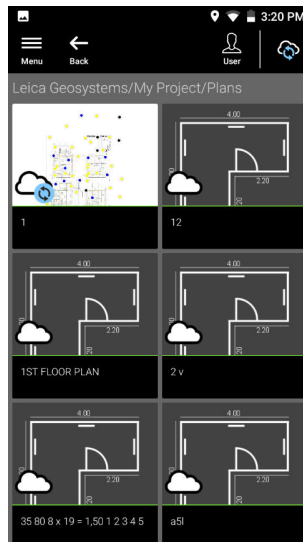 3:20 PM
Menu
Back
User
Leica Geosystems/My Project/Plans
1
4.00
2.20
12
4.00
2.20
1ST FLOOR PLAN
4.00
2.20
2 v
4.00
2.20
35 80 8 x 19 = 1,50 1 2 3 4 5
4.00
2.20
a5l